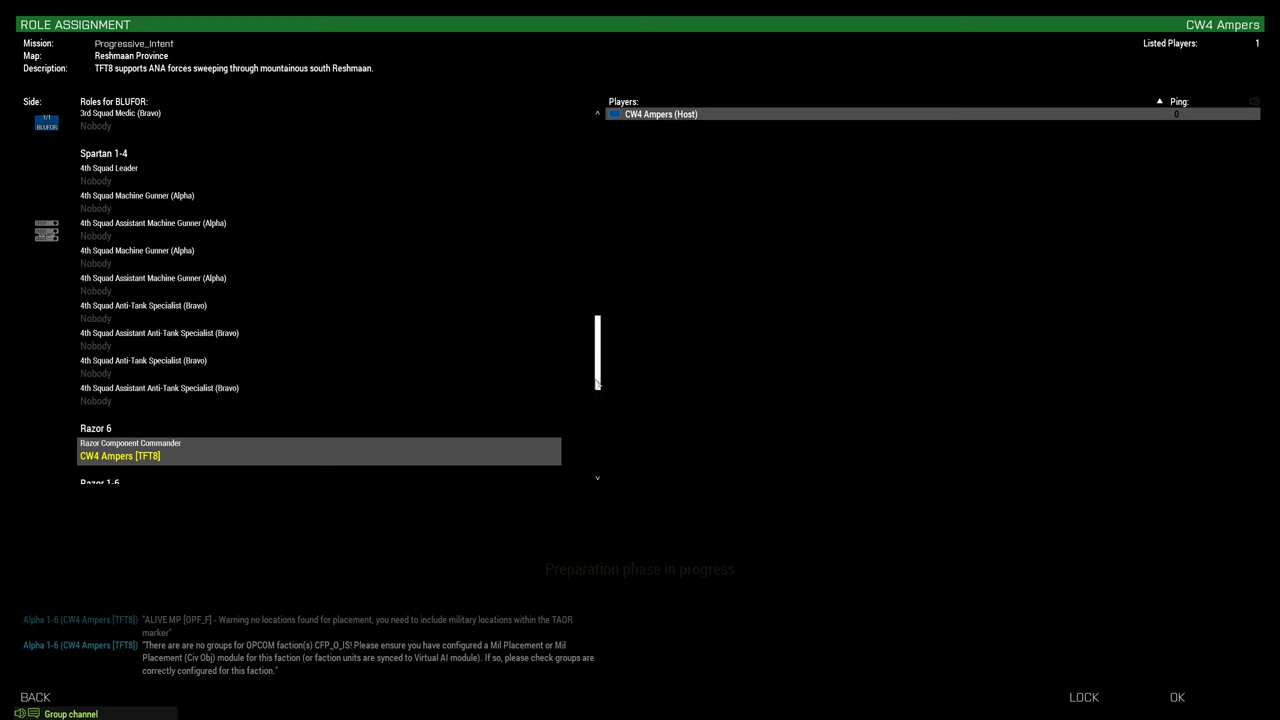 ROLE ASSIGNMENT
CW4 Ampers
Mission: Progressive_Intent
Listed Players: 1
Map: Reshmaan Province
Description: TFT8 supports ANA forces sweeping through mountainous south Reshmaan.
Side:
Roles for BLUFOR:
Players:
Ping:
1/1
BLUFOR
3rd Squad Medic (Bravo)
Nobody
CW4 Ampers (Host)
0
Spartan 1-4
4th Squad Leader
Nobody
4th Squad Machine Gunner (Alpha)
Nobody
4th Squad Assistant Machine Gunner (Alpha)
Nobody
4th Squad Machine Gunner (Alpha)
Nobody
4th Squad Assistant Machine Gunner (Alpha)
Nobody
4th Squad Anti-Tank Specialist (Bravo)
Nobody
4th Squad Assistant Anti-Tank Specialist (Bravo)
Nobody
4th Squad Anti-Tank Specialist (Bravo)
Nobody
4th Squad Assistant Anti-Tank Specialist (Bravo)
Nobody
Razor 6
Razor Component Commander
CW4 Ampers [TFT8]
Razor 1-6
Preparation phase in progress
Alpha 1-6 (CW4 Ampers [TFT8]) "ALIVE MP [OPF_F] - Warning no locations found for placement, you need to include military locations within the TAOR
marker"
Alpha 1-6 (CW4 Ampers [TFT8]) "There are are no groups for OPCOM faction(s) CFP_O_IS! Please ensure you have configured a Mil Placement or Mil
Placement (Civ Obj) module for this faction (or faction units are synced to Virtual AI module). If so, please check groups are
correctly configured for this faction."
BACK
LOCK
OK
Group channel